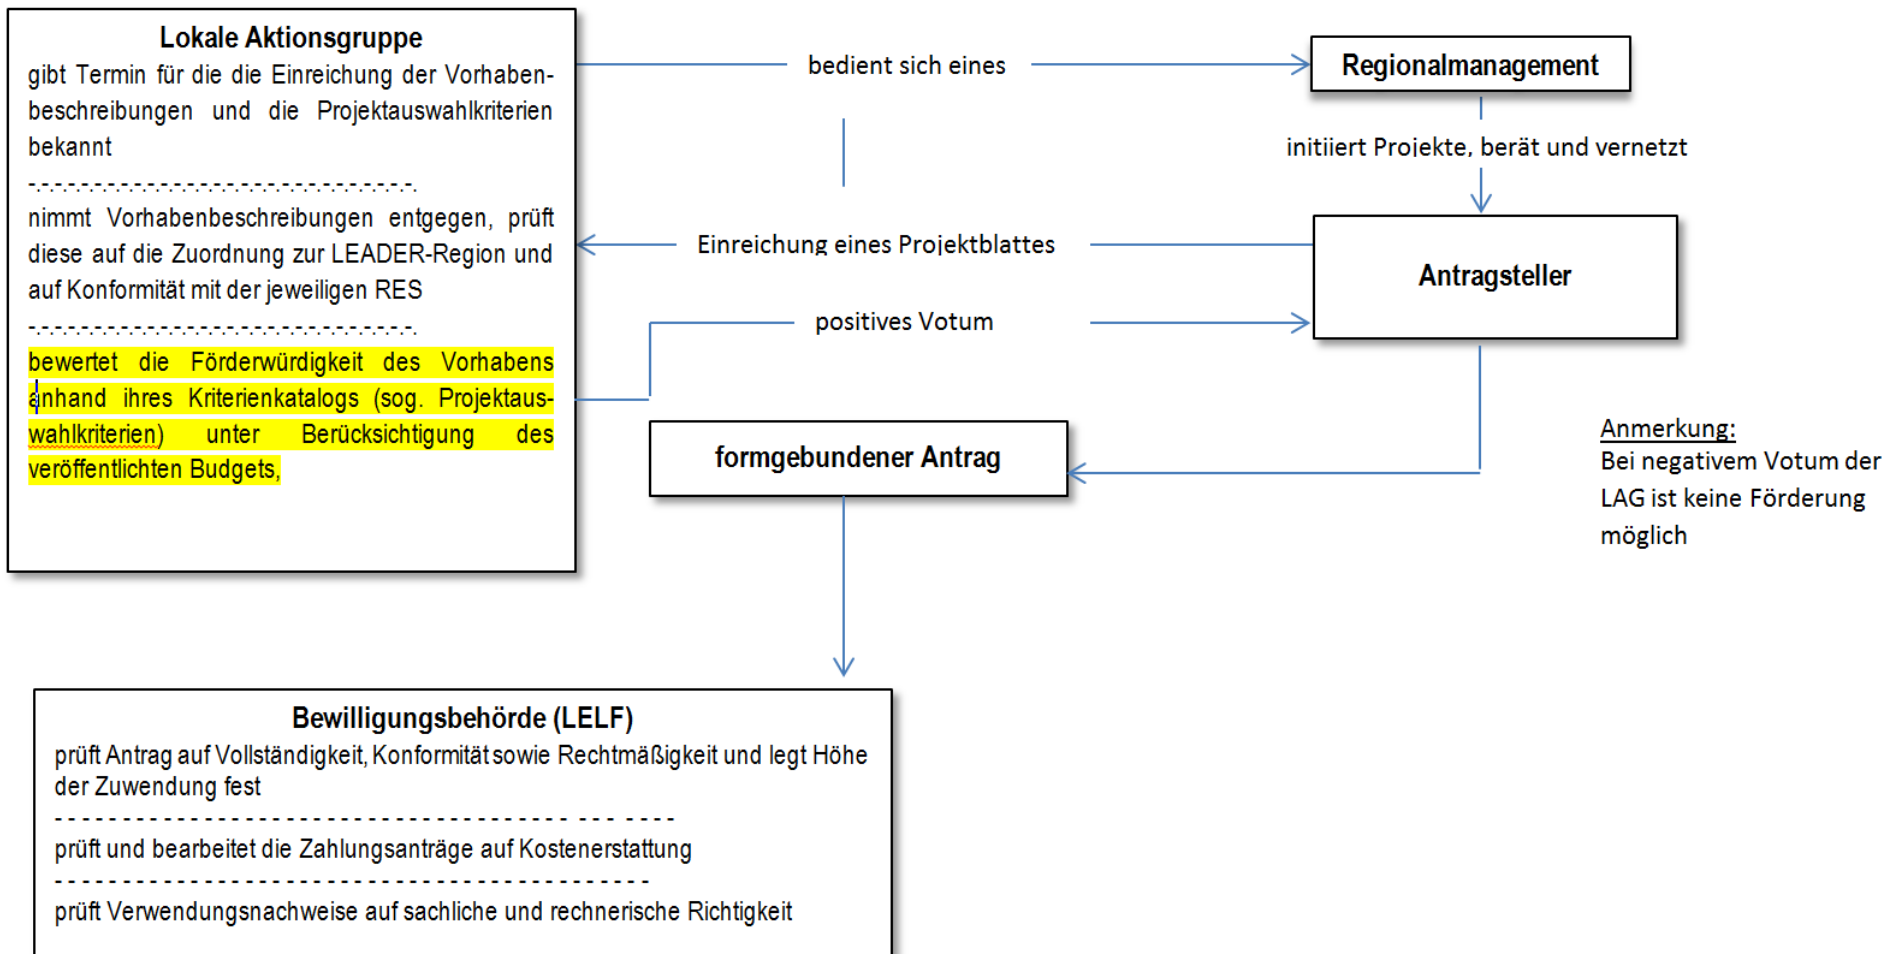 Lokale Aktionsgruppe
gibt Termin für die die Einreichung der Vorhaben-
beschreibungen und die Projektauswahlkriterien
bekannt
-.-.-.-.-.-.-.-.-.-.-.-.-.-.-.-.-.-.-.-.-.-.-.-.-.-.-.-.-.-.
nimmt Vorhabenbeschreibungen entgegen, prüft
diese auf die Zuordnung zur LEADER-Region und
auf Konformität mit der jeweiligen RES
-.-.-.-.-.-.-.-.-.-.-.-.-.-.-.-.-.-.-.-.-.-.-.-.-.-.-.-.-.-.
bewertet die Förderwürdigkeit des Vorhabens
anhand ihres Kriterienkatalogs (sog. Projektaus-
wahlkriterien) unter Berücksichtigung des
veröffentlichten Budgets,
bedient sich eines
Regionalmanagement
initiiert Projekte, berät und vernetzt
Einreichung eines Projektblattes
Antragsteller
positives Votum
formgebundener Antrag
Anmerkung:
Bei negativem Votum der
LAG ist keine Förderung
möglich
Bewilligungsbehörde (LELF)
prüft Antrag auf Vollständigkeit, Konformität sowie Rechtmäßigkeit und legt Höhe
der Zuwendung fest
- - - - - - - - - - - - - - - - - - - - - - - - - - - - - - - - - - - - - - - - - - - - -
prüft und bearbeitet die Zahlungsanträge auf Kostenerstattung
- - - - - - - - - - - - - - - - - - - - - - - - - - - - - - - - - - - - - - - - - - - -
prüft Verwendungsnachweise auf sachliche und rechnerische Richtigkeit